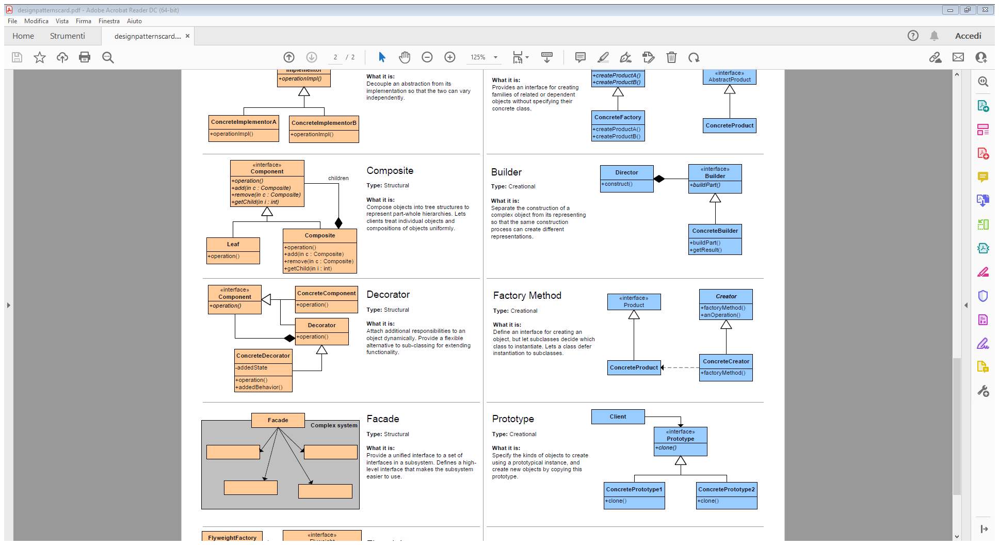 designpatternscard.pdf - Adobe Acrobat Reader DC (64-bit)
File Modifica Vista Firma Finestra Aiuto
Home Strumenti designpatternscard.... × Accedi
2 / 2 125%
Implementor
+operationImpl()
ConcreteImplementorA
+operationImpl()
ConcreteImplementorB
+operationImpl()
What it is:
Decouple an abstraction from its
implementation so that the two can vary
independently.
What it is:
Provides an interface for creating
families of related or dependent
objects without specifying their
concrete class.
+createProductA()
+createProductB()
«interface»
AbstractProduct
ConcreteFactory
+createProductA()
+createProductB()
ConcreteProduct
«interface»
Component
+operation()
+add(in c : Composite)
+remove(in c : Composite)
+getChild(in i : int)
children
Leaf
+operation()
Composite
+operation()
+add(in c : Composite)
+remove(in c : Composite)
+getChild(in i : int)
Composite
Type: Structural
What it is:
Compose objects into tree structures to
represent part-whole hierarchies. Lets
clients treat individual objects and
compositions of objects uniformly.
Builder
Type: Creational
What it is:
Separate the construction of a
complex object from its representing
so that the same construction
process can create different
representations.
Director
+construct()
«interface»
Builder
+buildPart()
ConcreteBuilder
+buildPart()
+getResult()
«interface»
Component
+operation()
ConcreteComponent
+operation()
Decorator
+operation()
ConcreteDecorator
-addedState
+operation()
+addedBehavior()
Decorator
Type: Structural
What it is:
Attach additional responsibilities to an
object dynamically. Provide a flexible
alternative to sub-classing for extending
functionality.
Factory Method
Type: Creational
What it is:
Define an interface for creating an
object, but let subclasses decide which
class to instantiate. Lets a class defer
instantiation to subclasses.
«interface»
Product
Creator
+factoryMethod()
+anOperation()
ConcreteProduct
ConcreteCreator
+factoryMethod()
Facade
Complex system
Facade
Type: Structural
What it is:
Provide a unified interface to a set of
interfaces in a subsystem. Defines a high-
level interface that makes the subsystem
easier to use.
Prototype
Type: Creational
What it is:
Specify the kinds of objects to create
using a prototypical instance, and
create new objects by copying this
prototype.
Client
«interface»
Prototype
+clone()
ConcretePrototype1
+clone()
ConcretePrototype2
+clone()
FlyweightFactory
«interface»